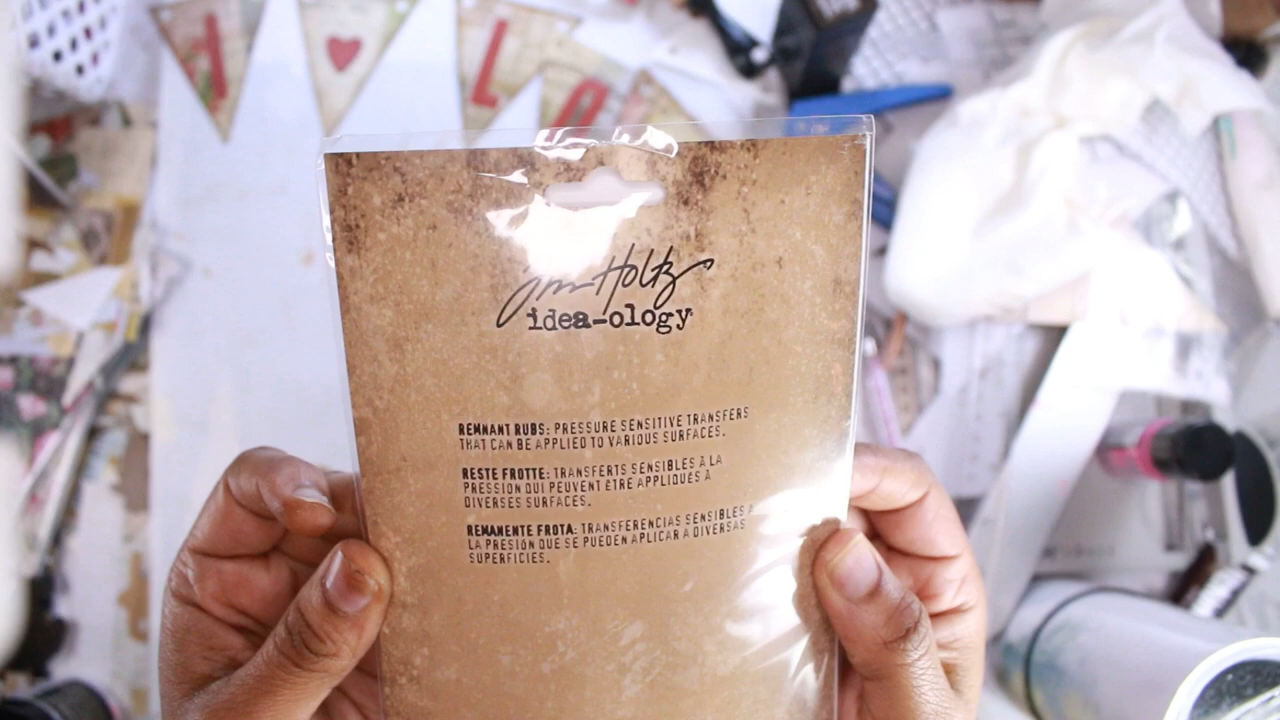 I ♥ LO
Tim Holtz
idea-ology
REMNANT RUBS: PRESSURE SENSITIVE TRANSFERS
THAT CAN BE APPLIED TO VARIOUS SURFACES.
RESTE FROTTE: TRANSFERTS SENSIBLES À LA
PRESSION QUI PEUVENT ÊTRE APPLIQUÉS À
DIVERSES SURFACES.
REMANENTE FROTA: TRANSFERENCIAS SENSIBLES A
LA PRESIÓN QUE SE PUEDEN APLICAR A DIVERSAS
SUPERFICIES.